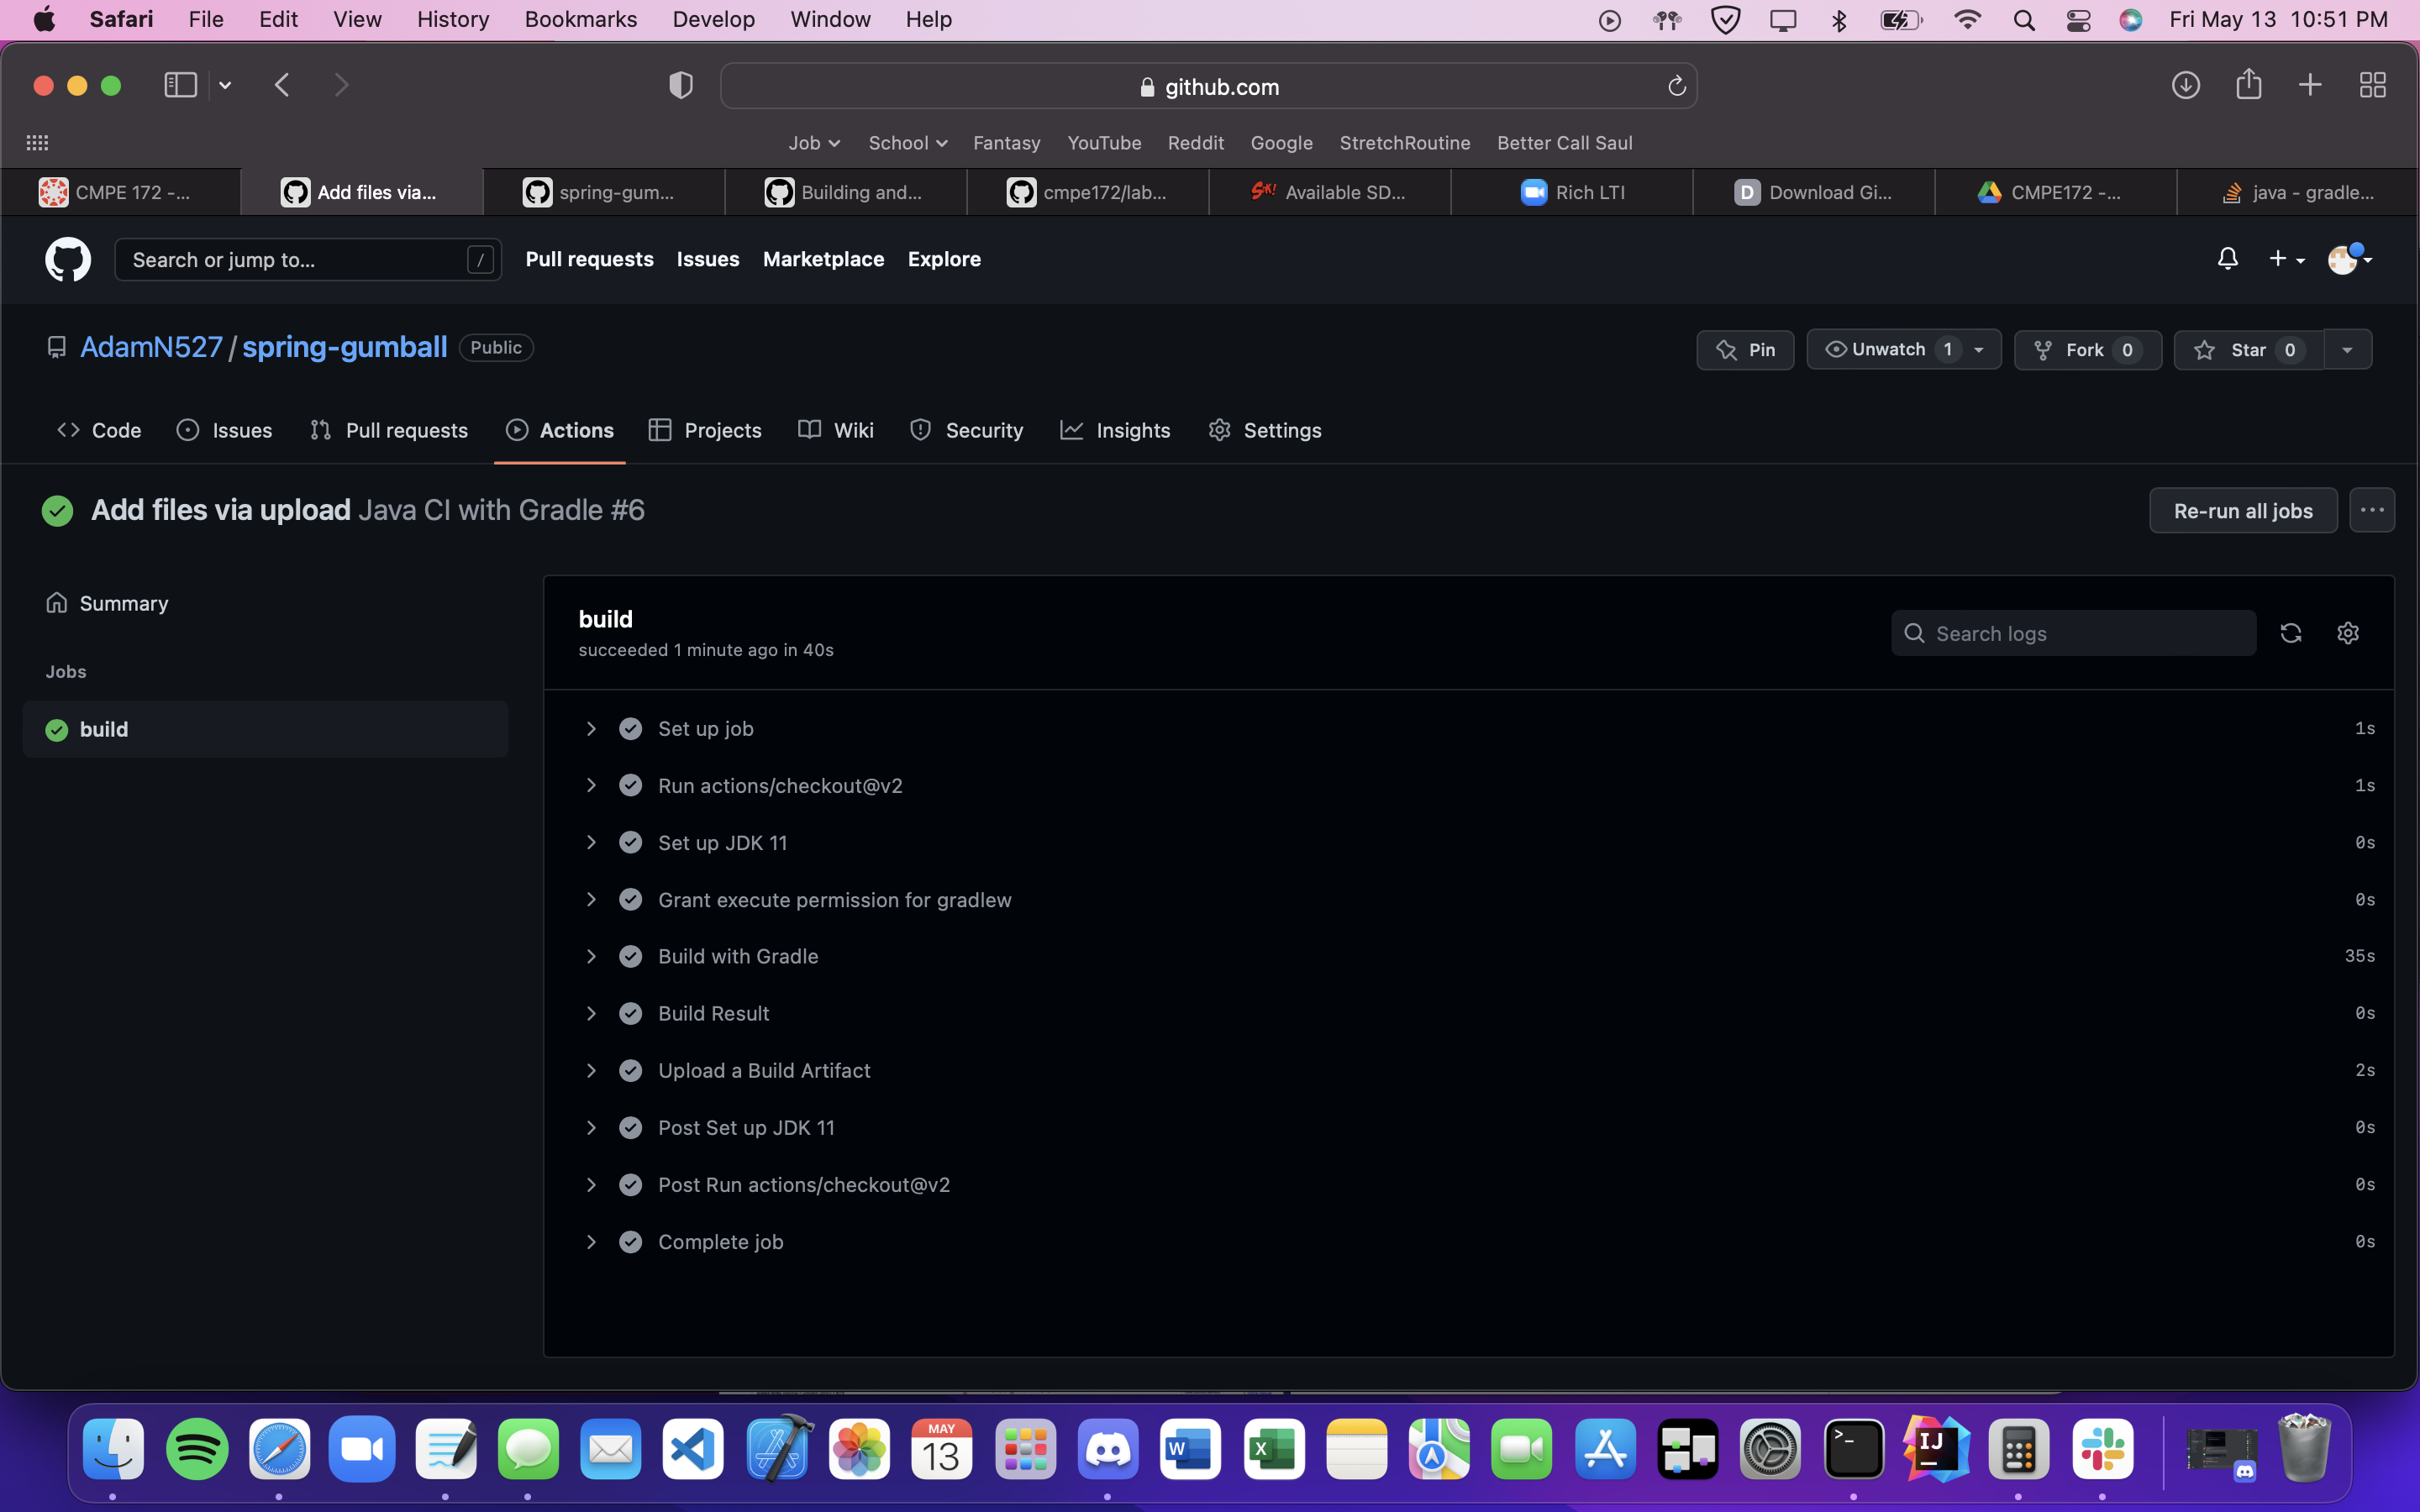 Safari File Edit View History Bookmarks Develop Window Help Fri May 13 10:51 PM
github.com
Job School Fantasy YouTube Reddit Google StretchRoutine Better Call Saul
CMPE 172 -... Add files via... spring-gum... Building and... cmpe172/lab... SDK! Available SD... Rich LTI D Download Gi... CMPE172 -... java - gradle...
Search or jump to... / Pull requests Issues Marketplace Explore
AdamN527/spring-gumball Public Pin Unwatch 1 Fork 0 Star 0
Code Issues Pull requests Actions Projects Wiki Security Insights Settings
Add files via upload Java CI with Gradle #6 Re-run all jobs
Summary
Jobs
build
build
succeeded 1 minute ago in 40s
Search logs
Set up job 1s
Run actions/checkout@v2 1s
Set up JDK 11 0s
Grant execute permission for gradlew 0s
Build with Gradle 35s
Build Result 0s
Upload a Build Artifact 2s
Post Set up JDK 11 0s
Post Run actions/checkout@v2 0s
Complete job 0s
MAY
13
W
X
>_
IJ